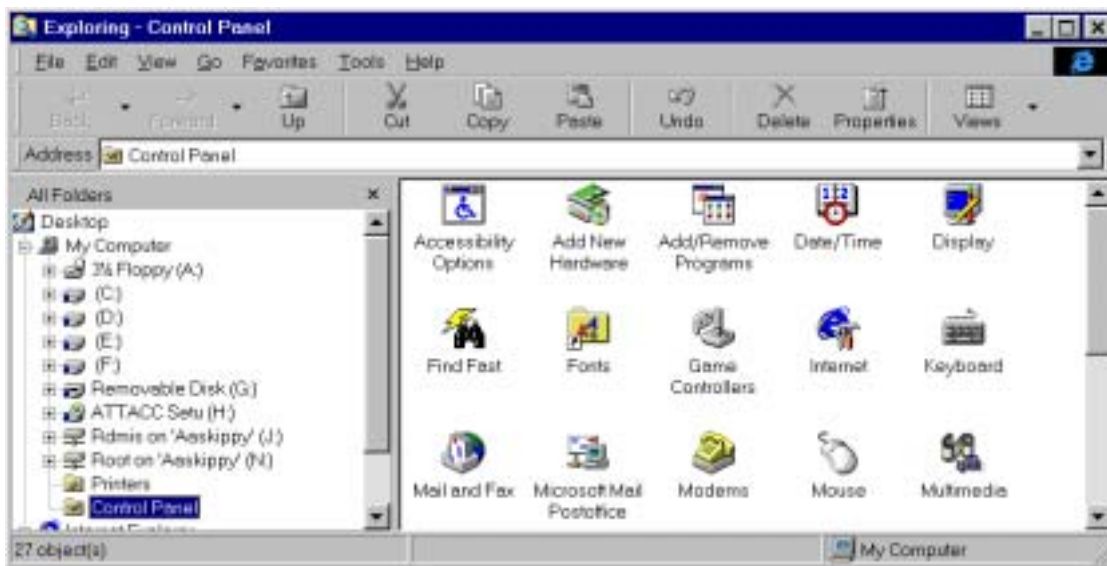 Exploring - Control Panel
File Edit View Go Favorites Tools Help
Back Forward Up Cut Copy Paste Undo Delete Properties Views
Address Control Panel
All Folders
Desktop
My Computer
3½ Floppy (A:)
(C:)
(D:)
(E:)
(F:)
Removable Disk (G:)
ATTACC Setu (H:)
Rdmis on 'Aaskippy' (J:)
Root on 'Aaskippy' (N:)
Printers
Control Panel
Internet Explorer
Accessibility Options
Add New Hardware
Add/Remove Programs
Date/Time
Display
Find Fast
Fonts
Game Controllers
Internet
Keyboard
Mail and Fax
Microsoft Mail Postoffice
Modems
Mouse
Multimedia
27 object(s)
My Computer